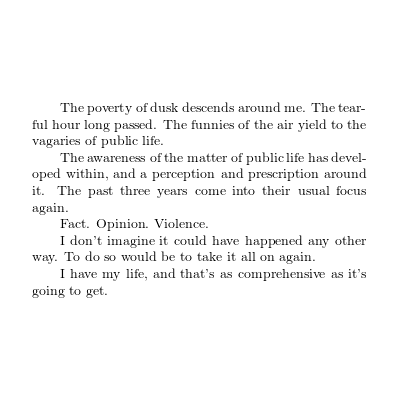 The poverty of dusk descends around me. The tear-
ful hour long passed. The funnies of the air yield to the
vagaries of public life.
The awareness of the matter of public life has devel-
oped within, and a perception and prescription around
it. The past three years come into their usual focus
again.
Fact. Opinion. Violence.
I don't imagine it could have happened any other
way. To do so would be to take it all on again.
I have my life, and that's as comprehensive as it's
going to get.